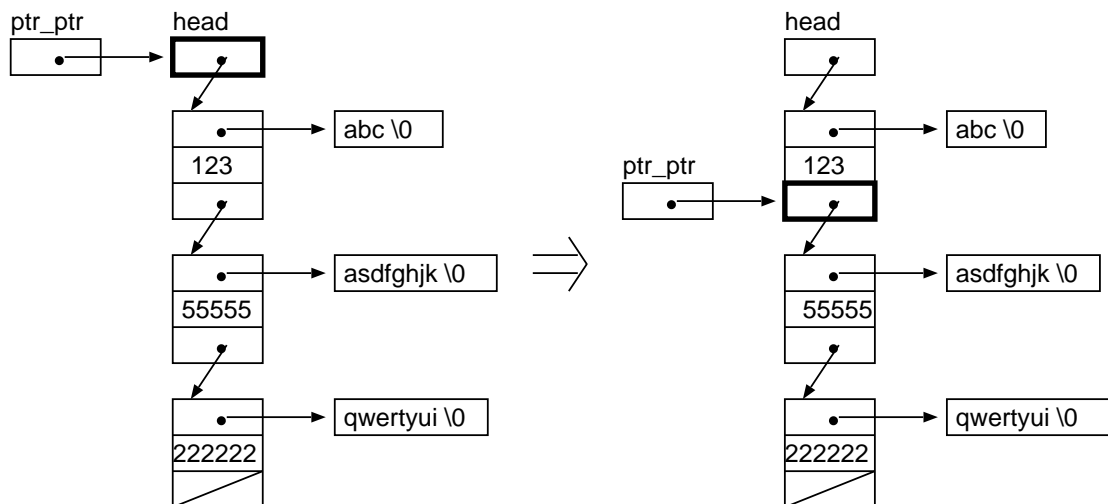 ptr_ptr
head
abc \0
123
asdfghjk \0
55555
qwertyui \0
222222
head
abc \0
123
ptr_ptr
asdfghjk \0
55555
qwertyui \0
222222